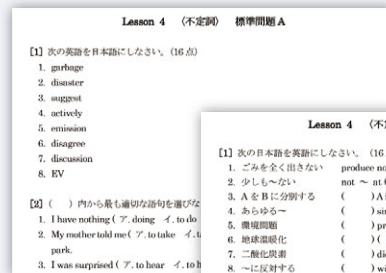 Lesson 4 〈不定詞〉 標準問題A
[1] 次の英語を日本語にしなさい。(16点)
1. garbage
2. disaster
3. suggest
4. actively
5. emission
6. disagree
7. discussion
8. EV
[2] ( ) 内から最も適切な語句を選びな
1. I have nothing ( ア. doing イ. to do
2. My mother told me ( ア. to take イ. t
park.
3. I was surprised ( ア. to hear イ. to h
Lesson 4 〈不
[1] 次の日本語を英語にしなさい。(16
1. ごみを全く出さない produce no
2. 少しも～ない not ～ at (
3. AをBに分別する ( )A
4. あらゆる～ ( ) si
5. 環境問題 ( ) pr
6. 地球温暖化 ( )(
7. 二酸化炭素 ( ) di
8. ～に反対する ( ) w